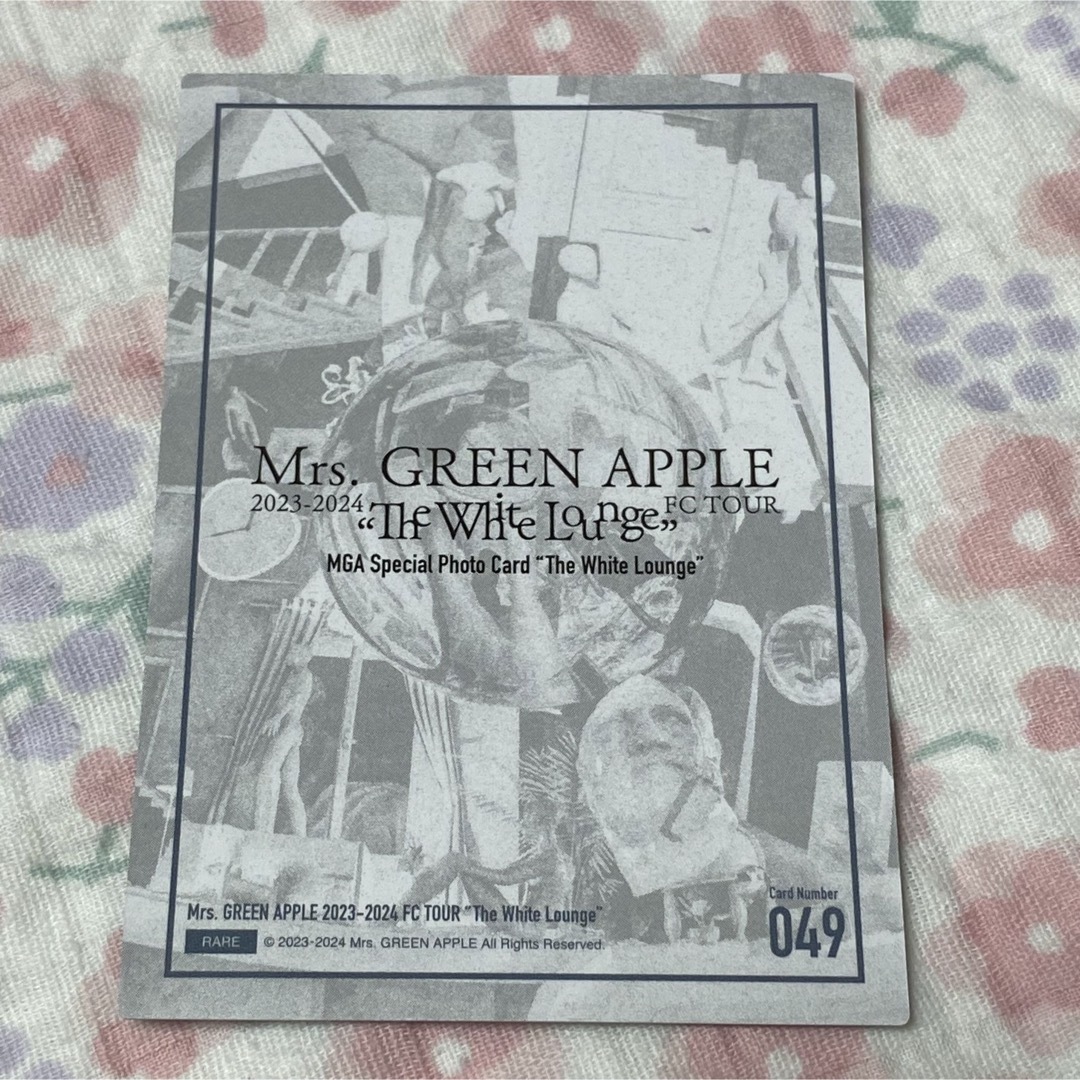 Mrs. GREEN APPLE
2023-2024 “The White Lounge” FC TOUR
MGA Special Photo Card “The White Lounge”
Mrs. GREEN APPLE 2023-2024 FC TOUR “The White Lounge”
RARE © 2023-2024 Mrs. GREEN APPLE All Rights Reserved.
Card Number
049